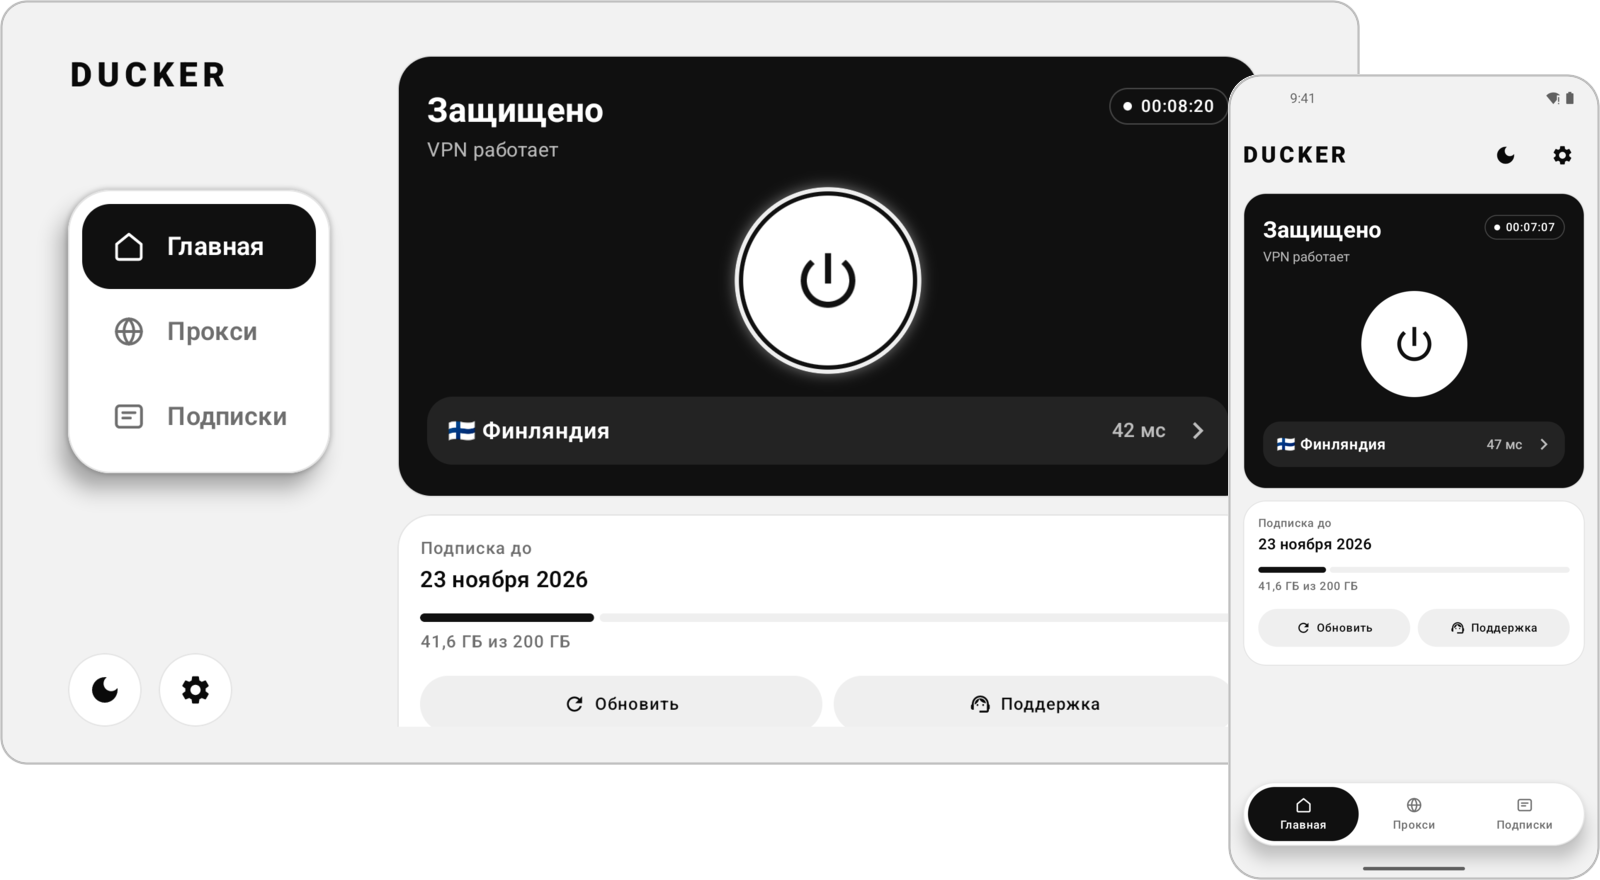 DUCKER
Главная
Прокси
Подписки
Защищено
VPN работает
00:08:20
🇫🇮 Финляндия
42 мс
Подписка до
23 ноября 2026
41,6 ГБ из 200 ГБ
Обновить
Поддержка
9:41
DUCKER
Защищено
VPN работает
00:07:07
🇫🇮 Финляндия
47 мс
Подписка до
23 ноября 2026
41,6 ГБ из 200 ГБ
Обновить
Поддержка
Главная
Прокси
Подписки